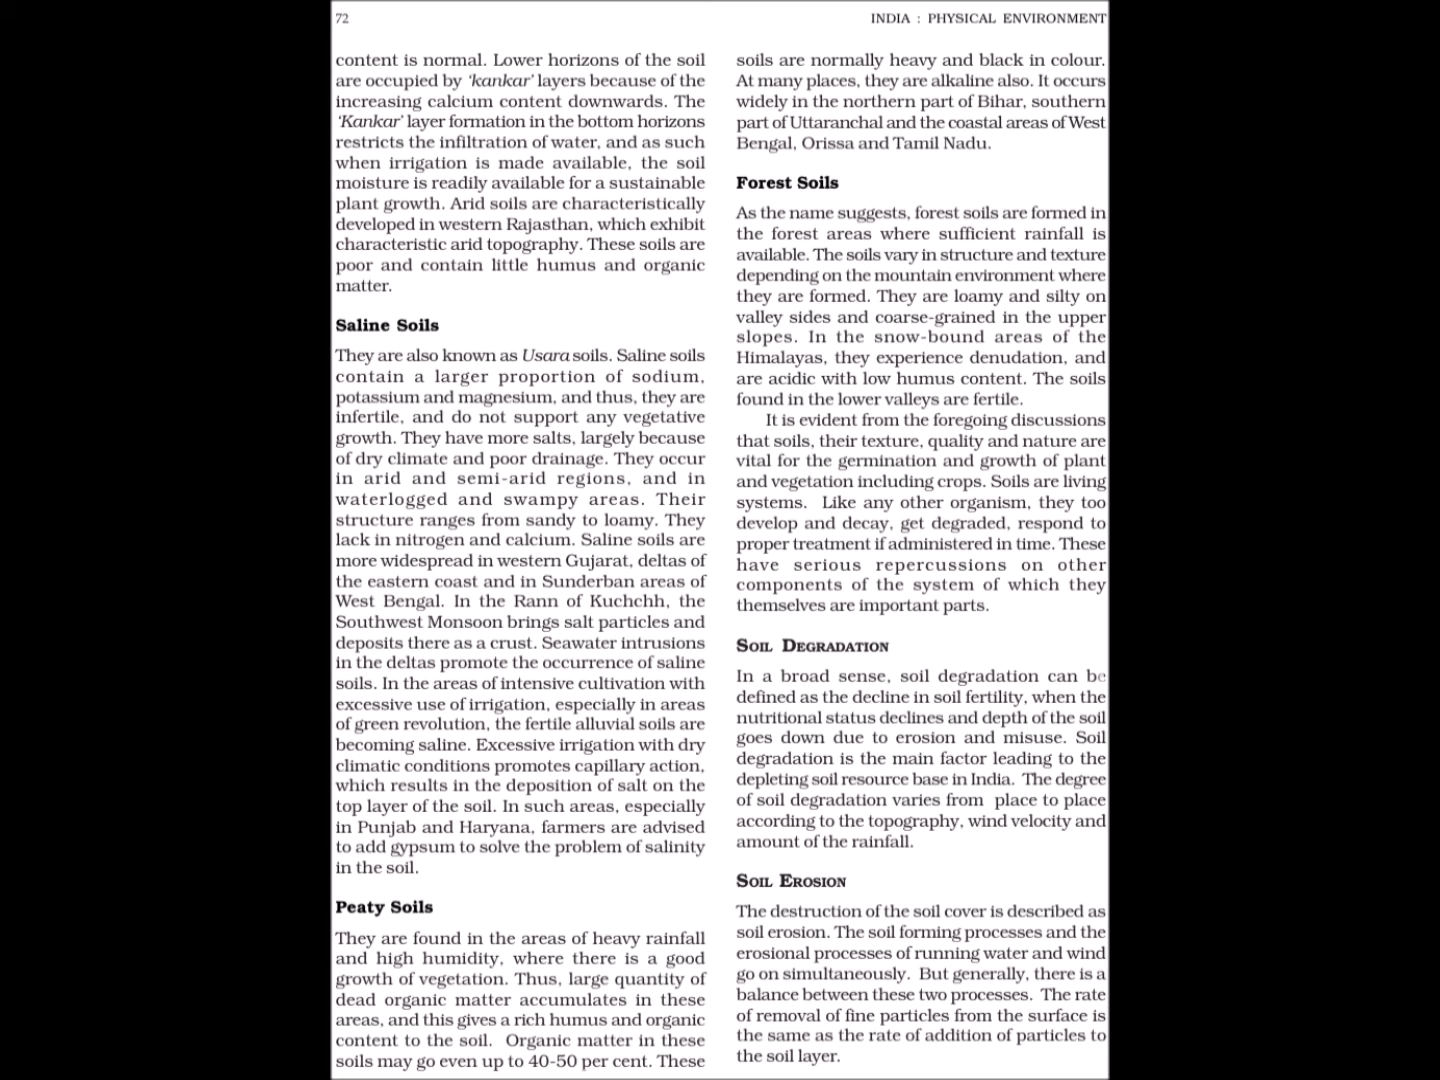 72
INDIA : PHYSICAL ENVIRONMENT
content is normal. Lower horizons of the soil
are occupied by ‘kankar’ layers because of the
increasing calcium content downwards. The
‘Kankar’ layer formation in the bottom horizons
restricts the infiltration of water, and as such
when irrigation is made available, the soil
moisture is readily available for a sustainable
plant growth. Arid soils are characteristically
developed in western Rajasthan, which exhibit
characteristic arid topography. These soils are
poor and contain little humus and organic
matter.
Saline Soils
They are also known as Usara soils. Saline soils
contain a larger proportion of sodium,
potassium and magnesium, and thus, they are
infertile, and do not support any vegetative
growth. They have more salts, largely because
of dry climate and poor drainage. They occur
in arid and semi-arid regions, and in
waterlogged and swampy areas. Their
structure ranges from sandy to loamy. They
lack in nitrogen and calcium. Saline soils are
more widespread in western Gujarat, deltas of
the eastern coast and in Sunderban areas of
West Bengal. In the Rann of Kuchchh, the
Southwest Monsoon brings salt particles and
deposits there as a crust. Seawater intrusions
in the deltas promote the occurrence of saline
soils. In the areas of intensive cultivation with
excessive use of irrigation, especially in areas
of green revolution, the fertile alluvial soils are
becoming saline. Excessive irrigation with dry
climatic conditions promotes capillary action,
which results in the deposition of salt on the
top layer of the soil. In such areas, especially
in Punjab and Haryana, farmers are advised
to add gypsum to solve the problem of salinity
in the soil.
Peaty Soils
They are found in the areas of heavy rainfall
and high humidity, where there is a good
growth of vegetation. Thus, large quantity of
dead organic matter accumulates in these
areas, and this gives a rich humus and organic
content to the soil. Organic matter in these
soils may go even up to 40-50 per cent. These
soils are normally heavy and black in colour.
At many places, they are alkaline also. It occurs
widely in the northern part of Bihar, southern
part of Uttaranchal and the coastal areas of West
Bengal, Orissa and Tamil Nadu.
Forest Soils
As the name suggests, forest soils are formed in
the forest areas where sufficient rainfall is
available. The soils vary in structure and texture
depending on the mountain environment where
they are formed. They are loamy and silty on
valley sides and coarse-grained in the upper
slopes. In the snow-bound areas of the
Himalayas, they experience denudation, and
are acidic with low humus content. The soils
found in the lower valleys are fertile.
It is evident from the foregoing discussions
that soils, their texture, quality and nature are
vital for the germination and growth of plant
and vegetation including crops. Soils are living
systems. Like any other organism, they too
develop and decay, get degraded, respond to
proper treatment if administered in time. These
have serious repercussions on other
components of the system of which they
themselves are important parts.
SOIL DEGRADATION
In a broad sense, soil degradation can be
defined as the decline in soil fertility, when the
nutritional status declines and depth of the soil
goes down due to erosion and misuse. Soil
degradation is the main factor leading to the
depleting soil resource base in India. The degree
of soil degradation varies from place to place
according to the topography, wind velocity and
amount of the rainfall.
SOIL EROSION
The destruction of the soil cover is described as
soil erosion. The soil forming processes and the
erosional processes of running water and wind
go on simultaneously. But generally, there is a
balance between these two processes. The rate
of removal of fine particles from the surface is
the same as the rate of addition of particles to
the soil layer.